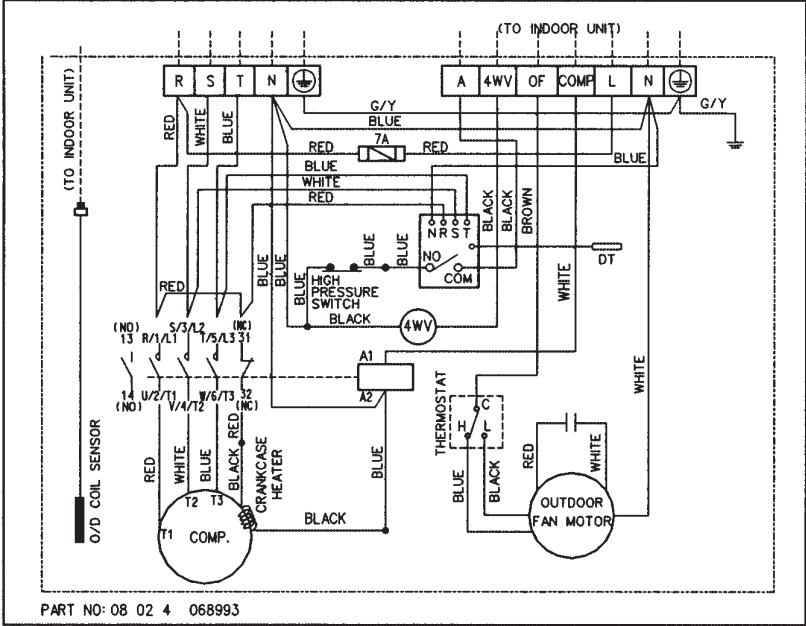 (TO INDOOR UNIT)
R S T N
A 4WV OF COMP L N
(TO INDOOR UNIT)
RED
WHITE
BLUE
G/Y
BLUE
G/Y
7A
RED
RED
BLUE
BLUE
WHITE
RED
BLACK
BLACK
BROWN
N R S T
NO
COM
DT
BLUE
BLUE
BLUE
BLUE
BLUE
HIGH
PRESSURE
SWITCH
BLACK
4WV
WHITE
WHITE
RED
(NO)
13
R/1/L1
S/3/L2
T/5/L3
(NC)
31
A1
A2
14
(NO)
U/2/T1
V/4/T2
W/6/T3
32
(NC)
RED
WHITE
BLUE
BLACK
RED
CRANKCASE
HEATER
BLUE
BLACK
T1
T2
T3
COMP.
THERMOSTAT
C
H
L
BLUE
BLACK
RED
WHITE
OUTDOOR
FAN MOTOR
O/D COIL SENSOR
PART NO: 08 02 4 068993